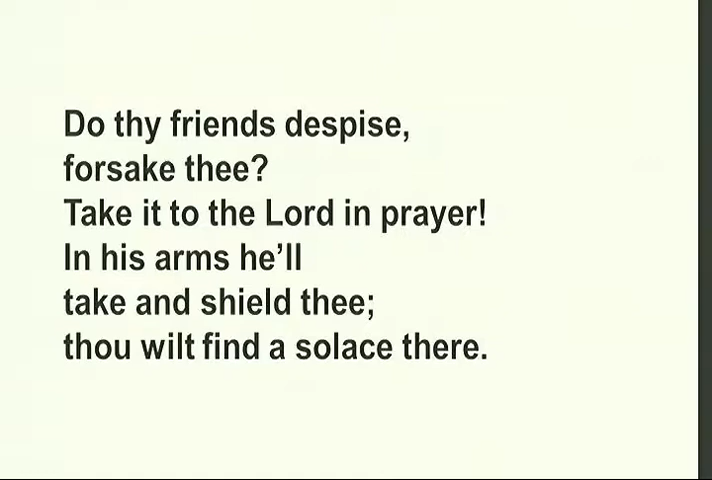 Do thy friends despise,
forsake thee?
Take it to the Lord in prayer!
In his arms he’ll
take and shield thee;
thou wilt find a solace there.